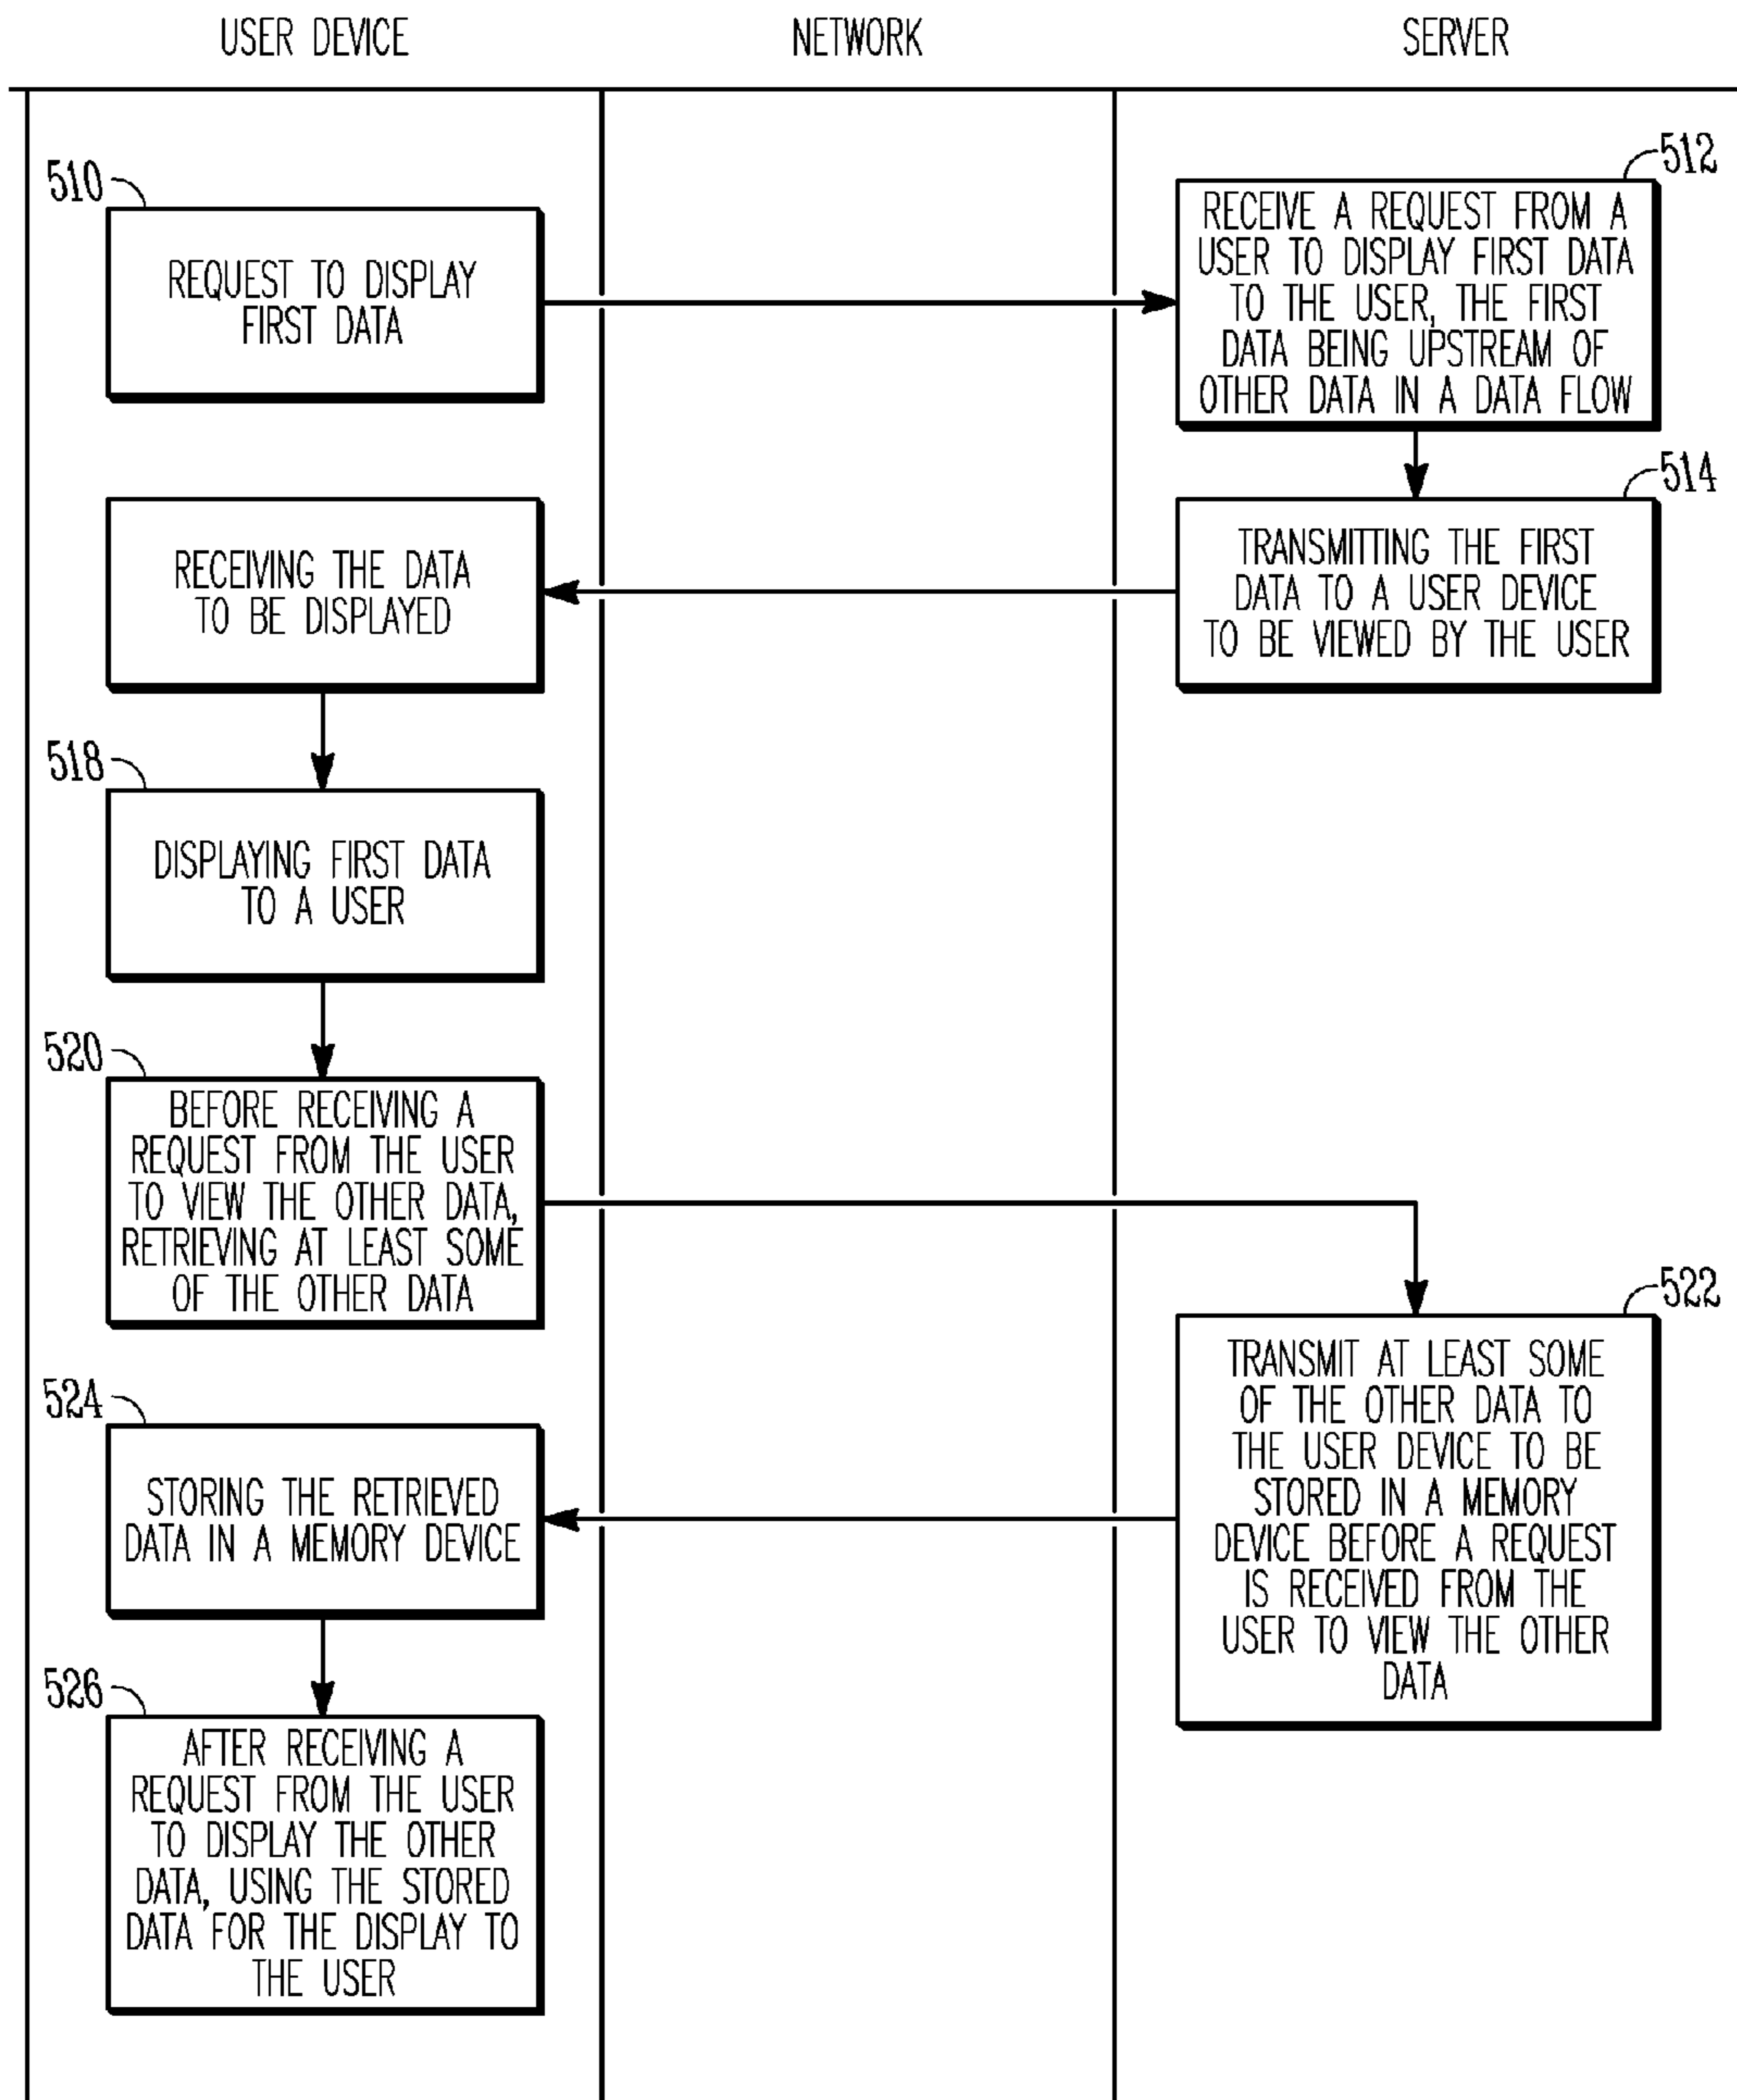 USER DEVICE
NETWORK
SERVER
510
REQUEST TO DISPLAY
FIRST DATA
512
RECEIVE A REQUEST FROM A
USER TO DISPLAY FIRST DATA
TO THE USER, THE FIRST
DATA BEING UPSTREAM OF
OTHER DATA IN A DATA FLOW
514
TRANSMITTING THE FIRST
DATA TO A USER DEVICE
TO BE VIEWED BY THE USER
RECEIVING THE DATA
TO BE DISPLAYED
518
DISPLAYING FIRST DATA
TO A USER
520
BEFORE RECEIVING A
REQUEST FROM THE USER
TO VIEW THE OTHER DATA,
RETRIEVING AT LEAST SOME
OF THE OTHER DATA
522
TRANSMIT AT LEAST SOME
OF THE OTHER DATA TO
THE USER DEVICE TO BE
STORED IN A MEMORY
DEVICE BEFORE A REQUEST
IS RECEIVED FROM THE
USER TO VIEW THE OTHER
DATA
524
STORING THE RETRIEVED
DATA IN A MEMORY DEVICE
526
AFTER RECEIVING A
REQUEST FROM THE USER
TO DISPLAY THE OTHER
DATA, USING THE STORED
DATA FOR THE DISPLAY TO
THE USER